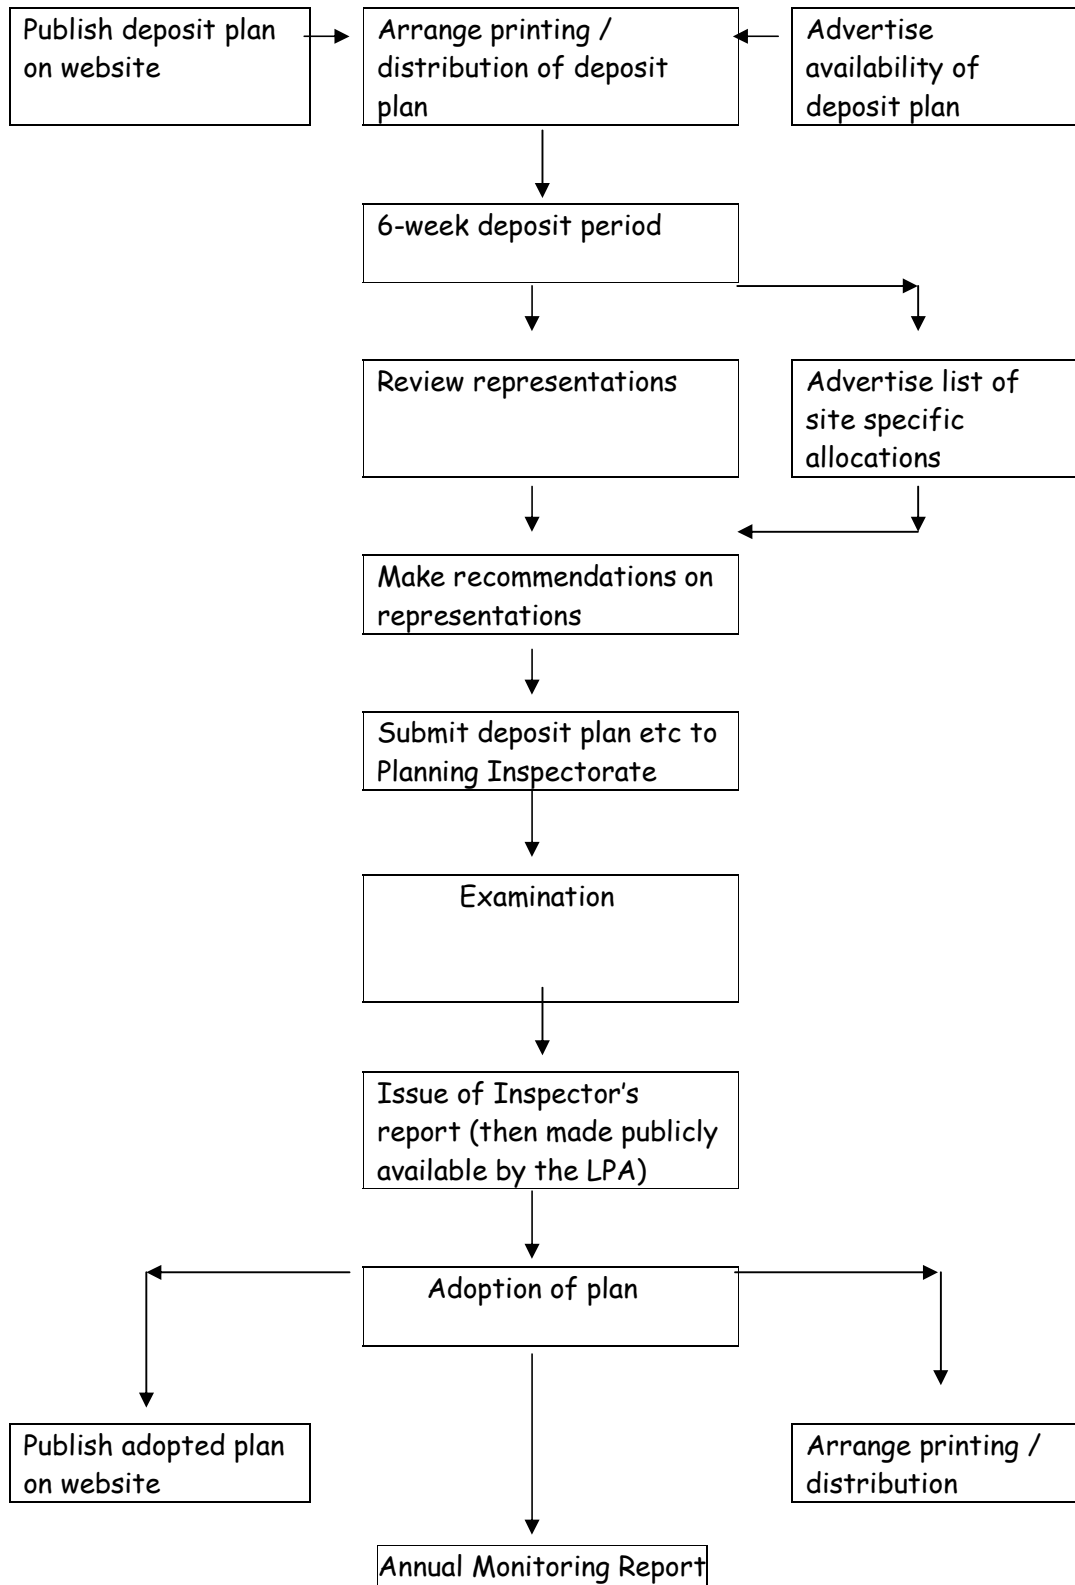 Publish deposit plan
on website
Arrange printing /
distribution of deposit
plan
Advertise
availability of
deposit plan
6-week deposit period
Review representations
Advertise list of
site specific
allocations
Make recommendations on
representations
Submit deposit plan etc to
Planning Inspectorate
Examination
Issue of Inspector's
report (then made publicly
available by the LPA)
Adoption of plan
Publish adopted plan
on website
Arrange printing /
distribution
Annual Monitoring Report